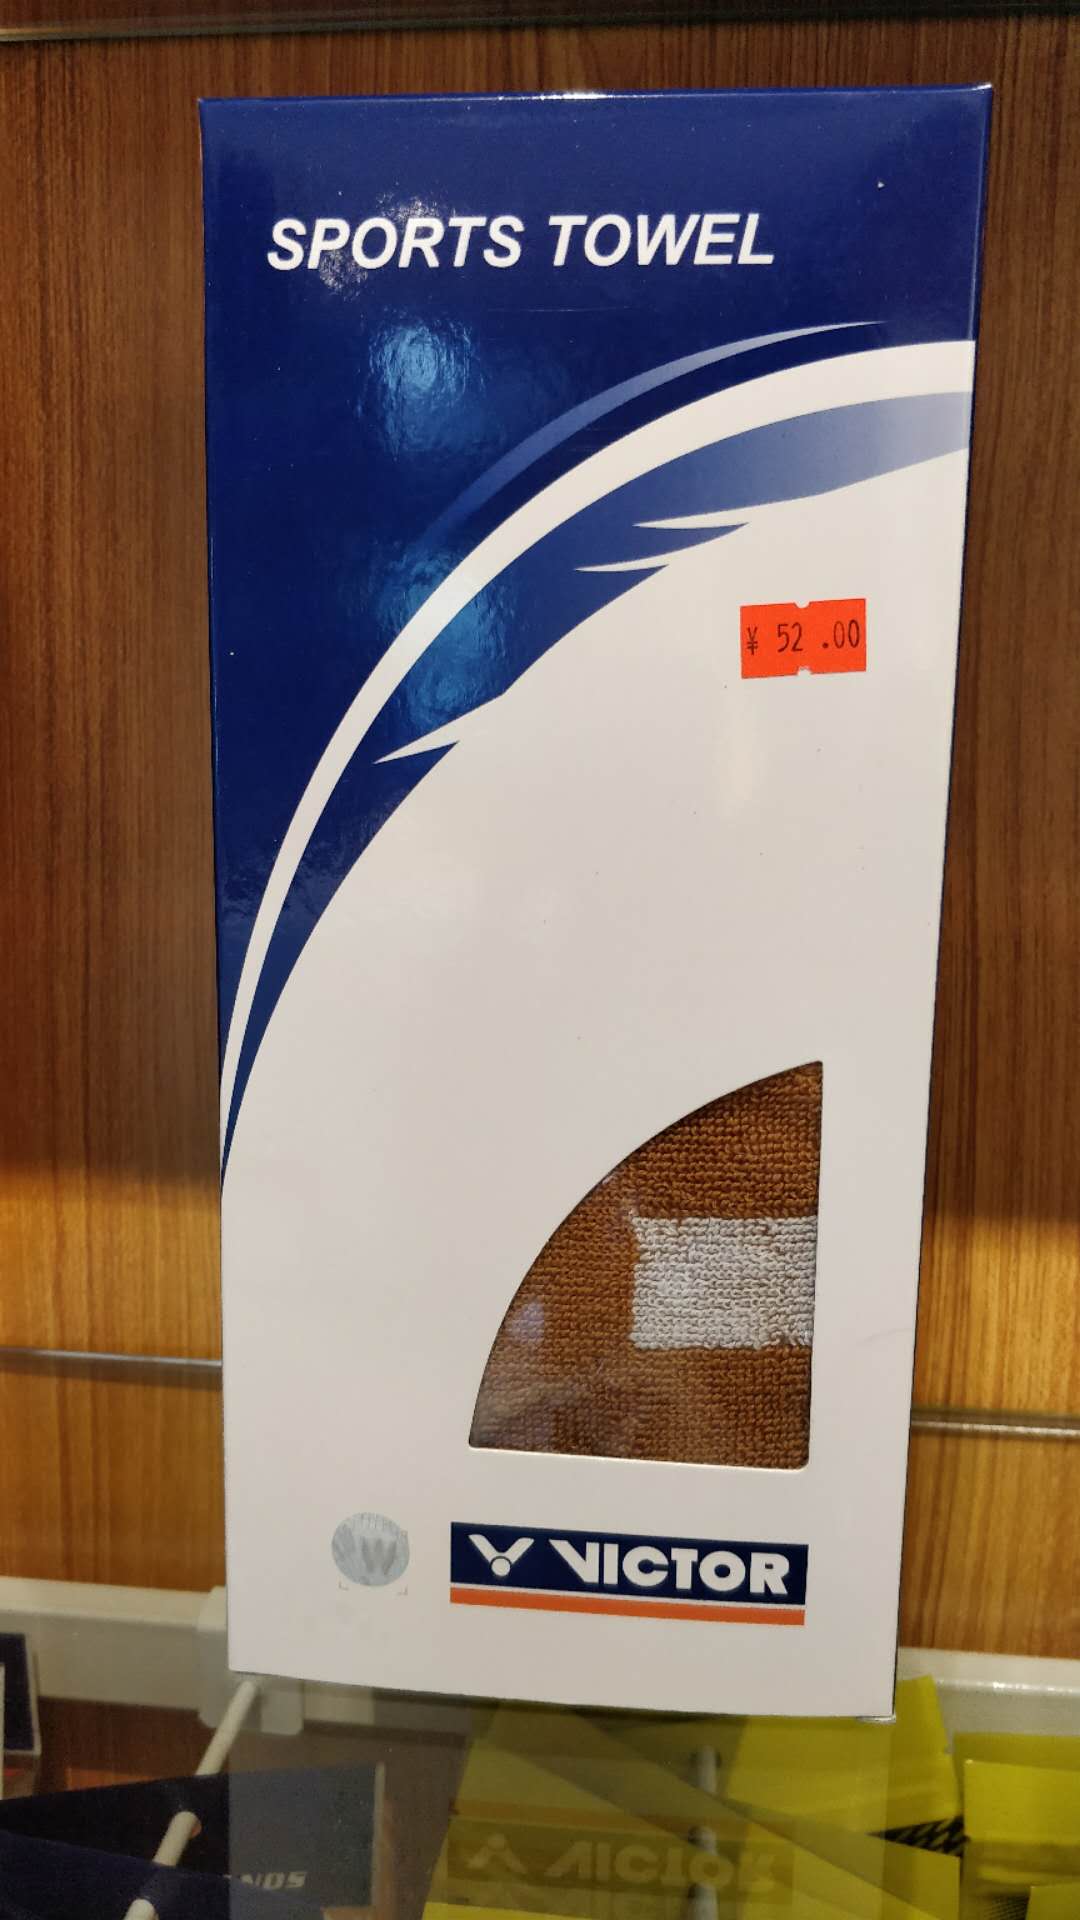 SPORTS TOWEL
¥ 52.00
W
VICTOR
VICTOR